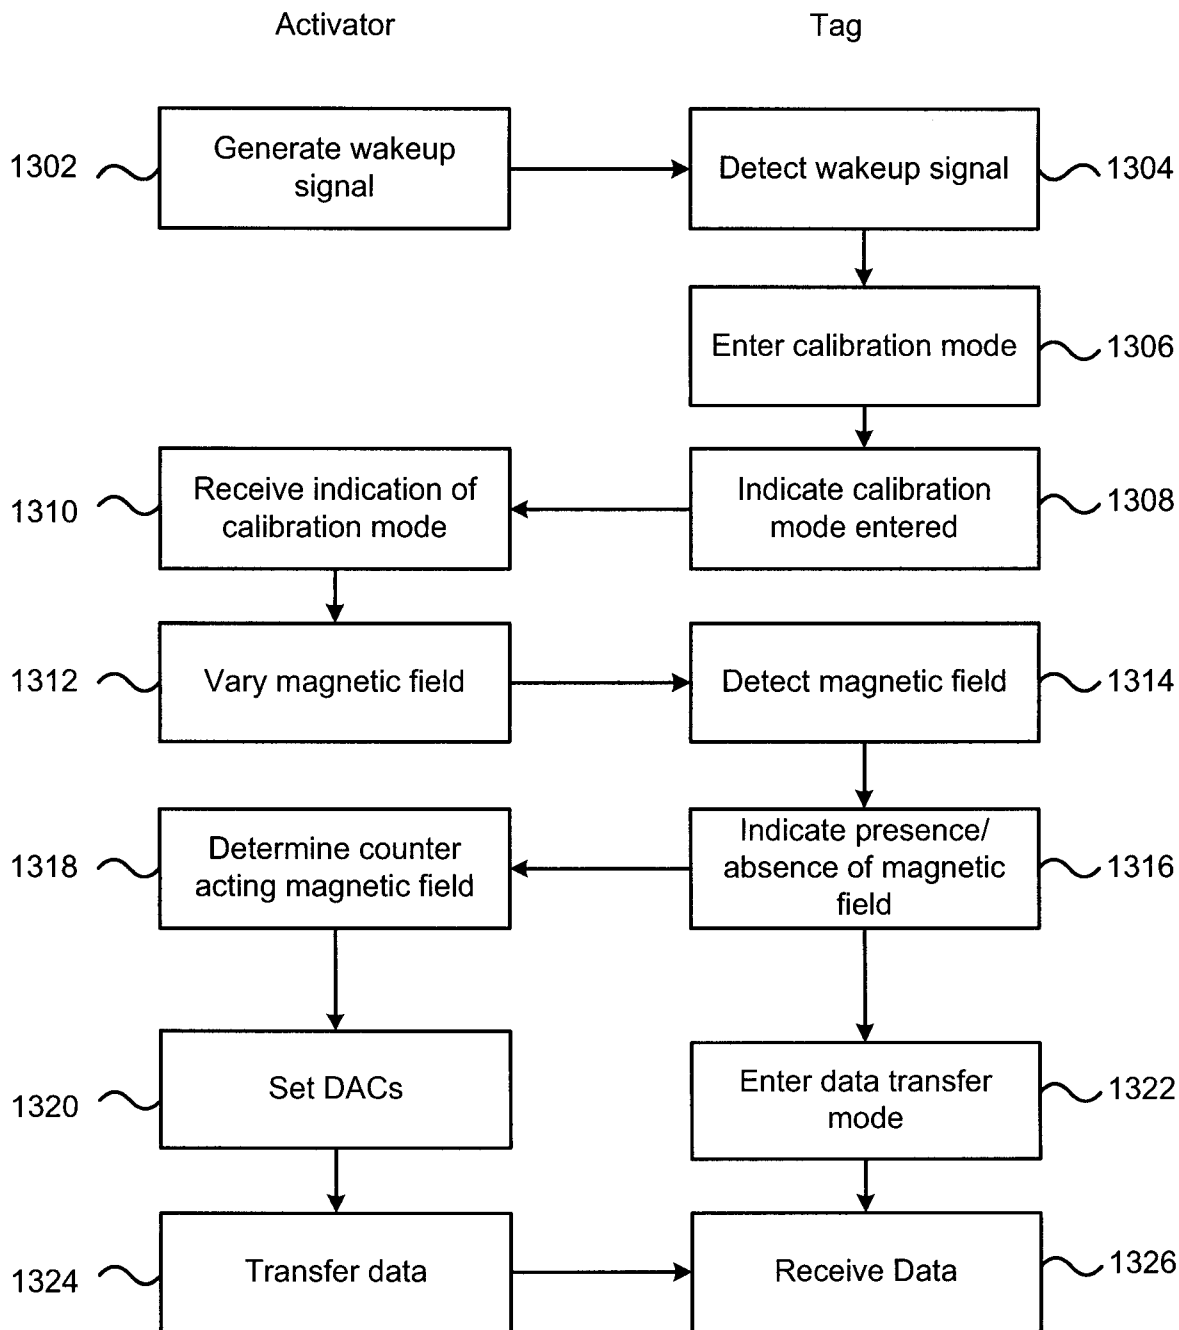 Activator
Tag
1302
Generate wakeup
signal
Detect wakeup signal
1304
Enter calibration mode
1306
1310
Receive indication of
calibration mode
Indicate calibration
mode entered
1308
1312
Vary magnetic field
Detect magnetic field
1314
1318
Determine counter
acting magnetic field
Indicate presence/
absence of magnetic
field
1316
1320
Set DACs
Enter data transfer
mode
1322
1324
Transfer data
Receive Data
1326